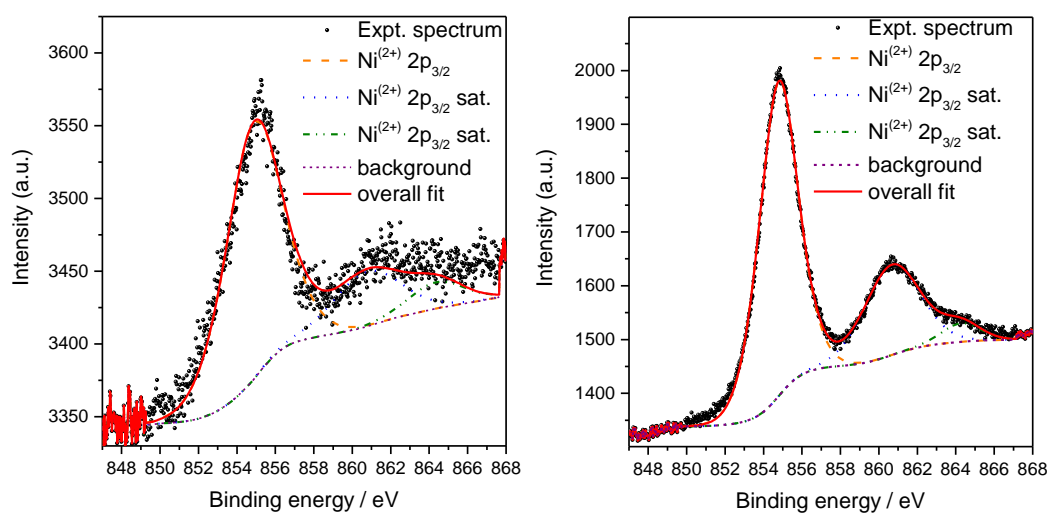 Expt. spectrum
Ni(2+) 2p3/2
Ni(2+) 2p3/2 sat.
Ni(2+) 2p3/2 sat.
background
overall fit
3600
3550
3500
3450
3400
3350
Intensity (a.u.)
848 850 852 854 856 858 860 862 864 866 868
Binding energy / eV
Expt. spectrum
Ni(2+) 2p3/2
Ni(2+) 2p3/2 sat.
Ni(2+) 2p3/2 sat.
background
overall fit
2000
1900
1800
1700
1600
1500
1400
Intensity (a.u.)
848 850 852 854 856 858 860 862 864 866 868
Binding energy / eV